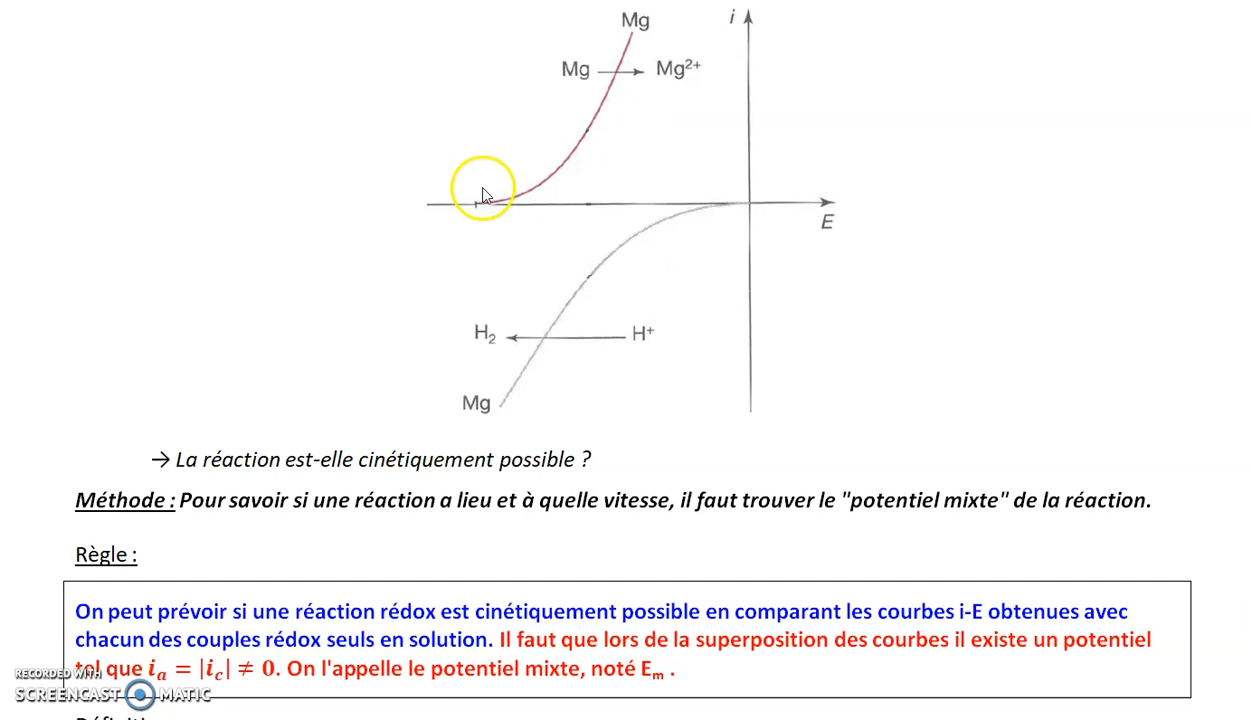 Mg
i
Mg → Mg²⁺
E
H₂ ← H⁺
Mg
→ La réaction est-elle cinétiquement possible ?
Méthode : Pour savoir si une réaction a lieu et à quelle vitesse, il faut trouver le "potentiel mixte" de la réaction.
Règle :
On peut prévoir si une réaction rédox est cinétiquement possible en comparant les courbes i-E obtenues avec
chacun des couples rédox seuls en solution. Il faut que lors de la superposition des courbes il existe un potentiel
tel que iₐ = |i_c| ≠ 0. On l'appelle le potentiel mixte, noté Eₘ .
RECORDED WITH
SCREENCAST MATIC